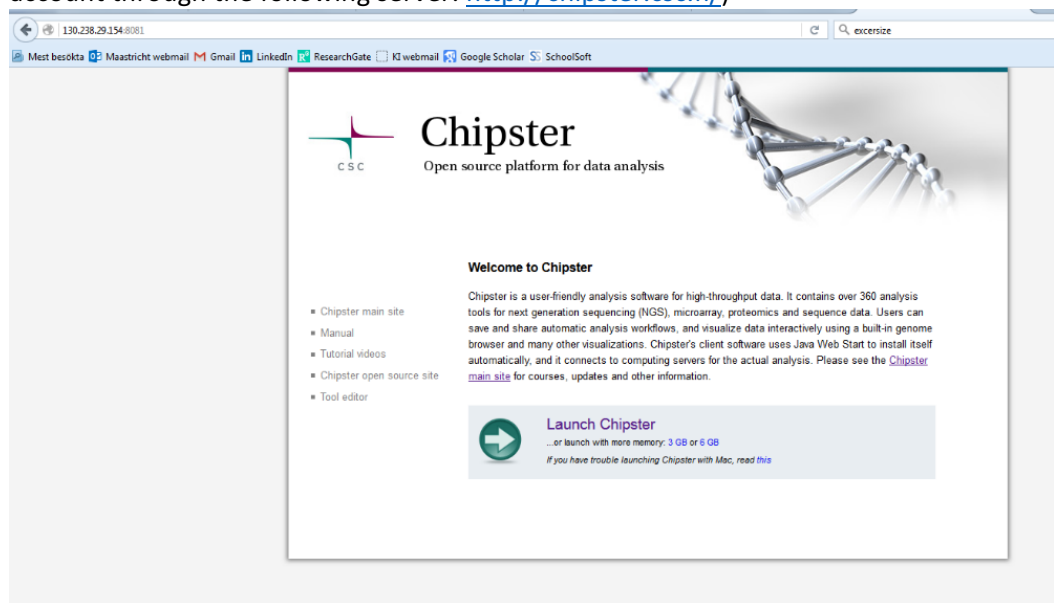 account through the following server: http://chipster.csc.fi/)
130.238.29.154:8081
excersize
Mest besökta Maastricht webmail Gmail LinkedIn ResearchGate KI webmail Google Scholar SchoolSoft
CSC
Chipster
Open source platform for data analysis
Welcome to Chipster
Chipster is a user-friendly analysis software for high-throughput data. It contains over 360 analysis
tools for next generation sequencing (NGS), microarray, proteomics and sequence data. Users can
save and share automatic analysis workflows, and visualize data interactively using a built-in genome
browser and many other visualizations. Chipster's client software uses Java Web Start to install itself
automatically, and it connects to computing servers for the actual analysis. Please see the Chipster
main site for courses, updates and other information.
Chipster main site
Manual
Tutorial videos
Chipster open source site
Tool editor
Launch Chipster
...or launch with more memory: 3 GB or 6 GB
If you have trouble launching Chipster with Mac, read this